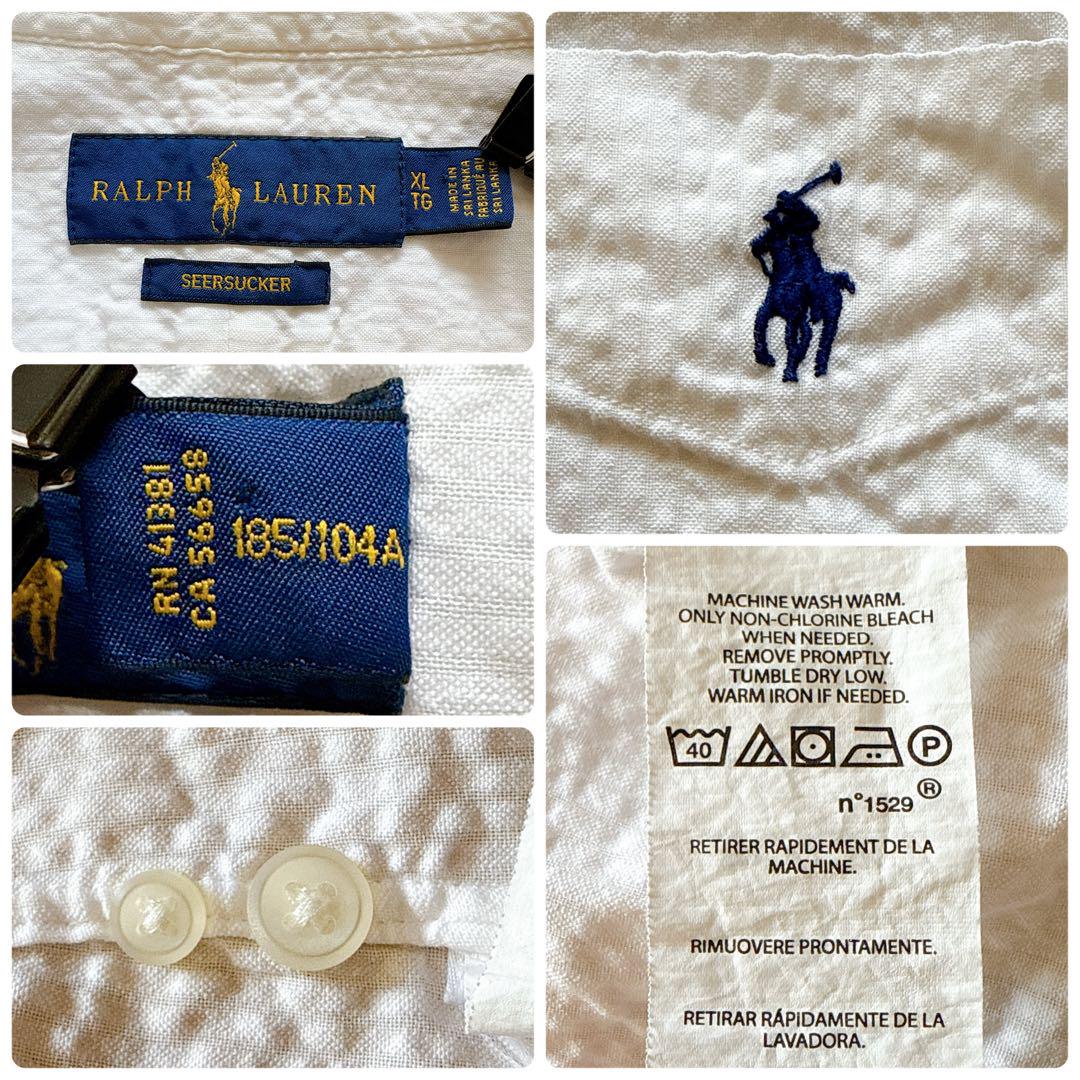 RALPH LAUREN
XL
TG
MADE IN
SRI LANKA
FABRIQUÉ AU
SRI LANKA
SEERSUCKER
RN 41381
CA 56658
185/104A
MACHINE WASH WARM.
ONLY NON-CHLORINE BLEACH
WHEN NEEDED.
REMOVE PROMPTLY.
TUMBLE DRY LOW.
WARM IRON IF NEEDED.
40 P
n°1529 ®
RETIRER RAPIDEMENT DE LA
MACHINE.
RIMUOVERE PRONTAMENTE.
RETIRAR RÁPIDAMENTE DE LA
LAVADORA.